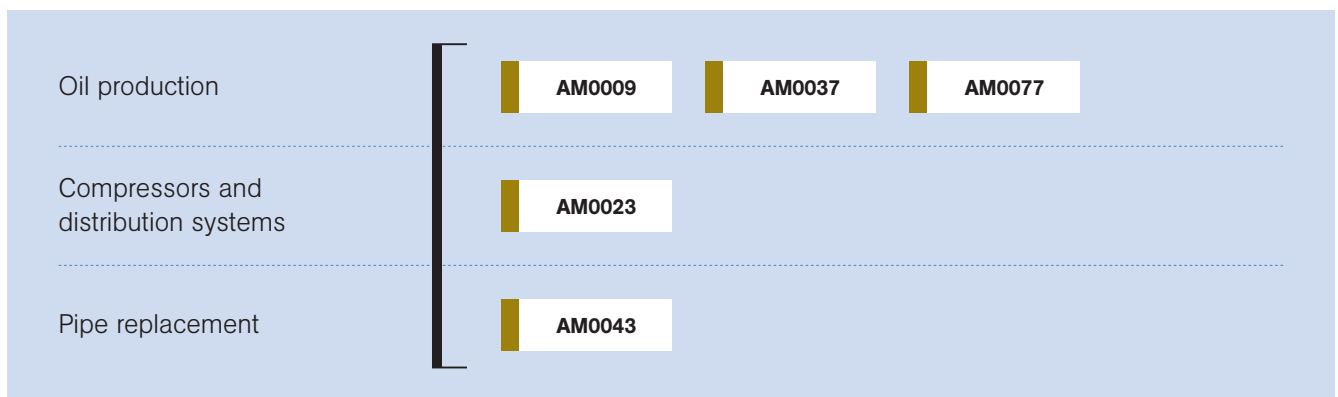 Oil production
AM0009 AM0037 AM0077
Compressors and
distribution systems
AM0023
Pipe replacement
AM0043